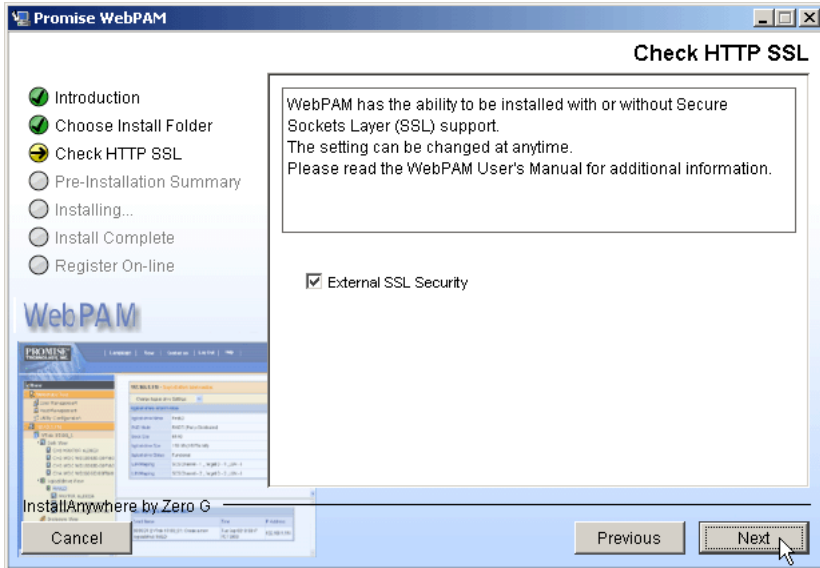 Promise WebPAM
Check HTTP SSL
Introduction
Choose Install Folder
Check HTTP SSL
Pre-Installation Summary
Installing...
Install Complete
Register On-line
WebPAM has the ability to be installed with or without Secure
Sockets Layer (SSL) support.
The setting can be changed at anytime.
Please read the WebPAM User's Manual for additional information.
External SSL Security
WebPAM
PROMISE
InstallAnywhere by Zero G
Cancel
Previous
Next